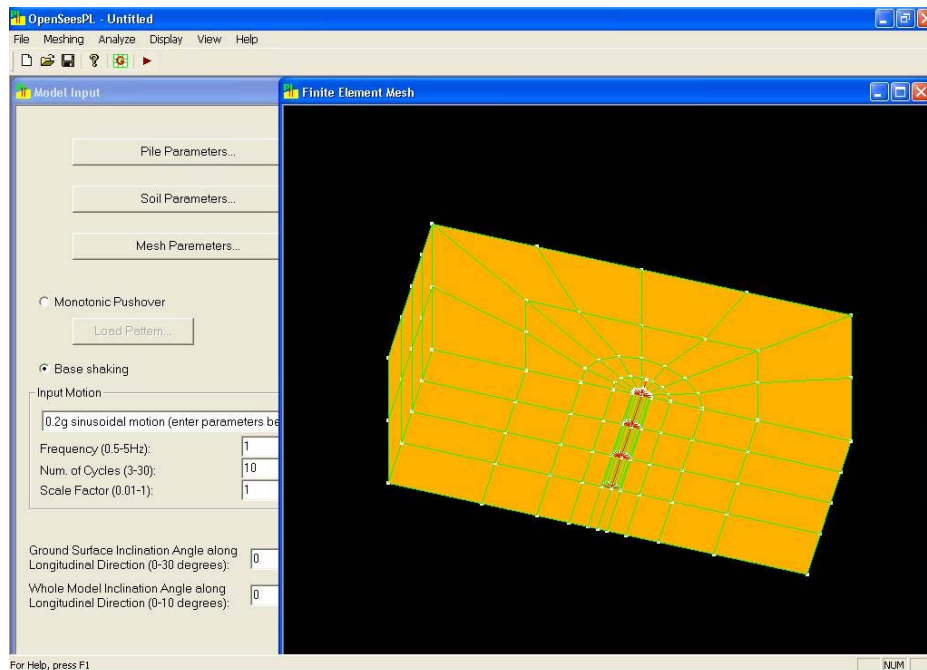 OpenSeesPL - Untitled
File Meshing Analyze Display View Help
Model Input
Pile Parameters...
Soil Parameters...
Mesh Paremeters...
Monotonic Pushover
Load Pattern...
Base shaking
Input Motion
0.2g sinusoidal motion (enter parameters be
Frequency (0.5-5Hz): 1
Num. of Cycles (3-30): 10
Scale Factor (0.01-1): 1
Ground Surface Inclination Angle along
Longitudinal Direction (0-30 degrees): 0
Whole Model Inclination Angle along
Longitudinal Direction (0-10 degrees): 0
Finite Element Mesh
For Help, press F1
NUM